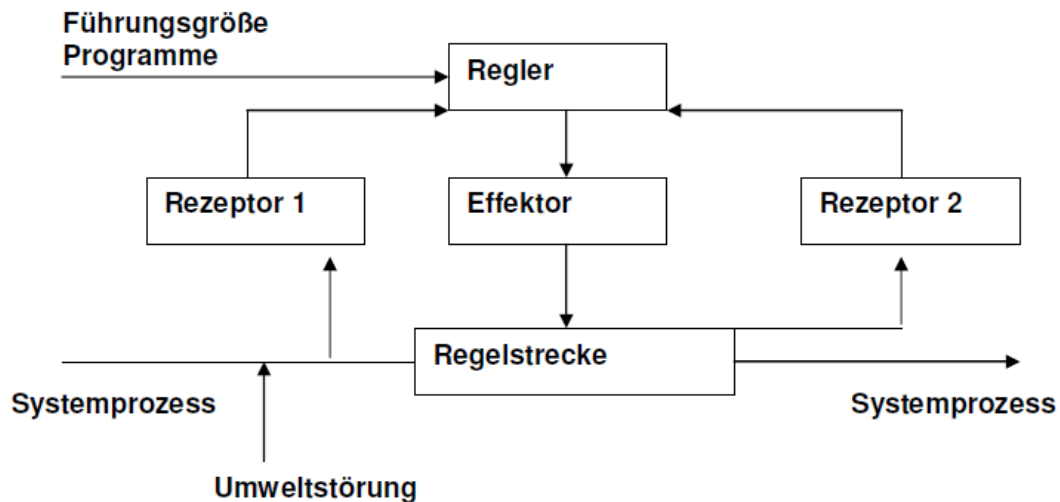 Führungsgröße
Programme
Regler
Rezeptor 1
Effektor
Rezeptor 2
Regelstrecke
Systemprozess
Systemprozess
Umweltstörung